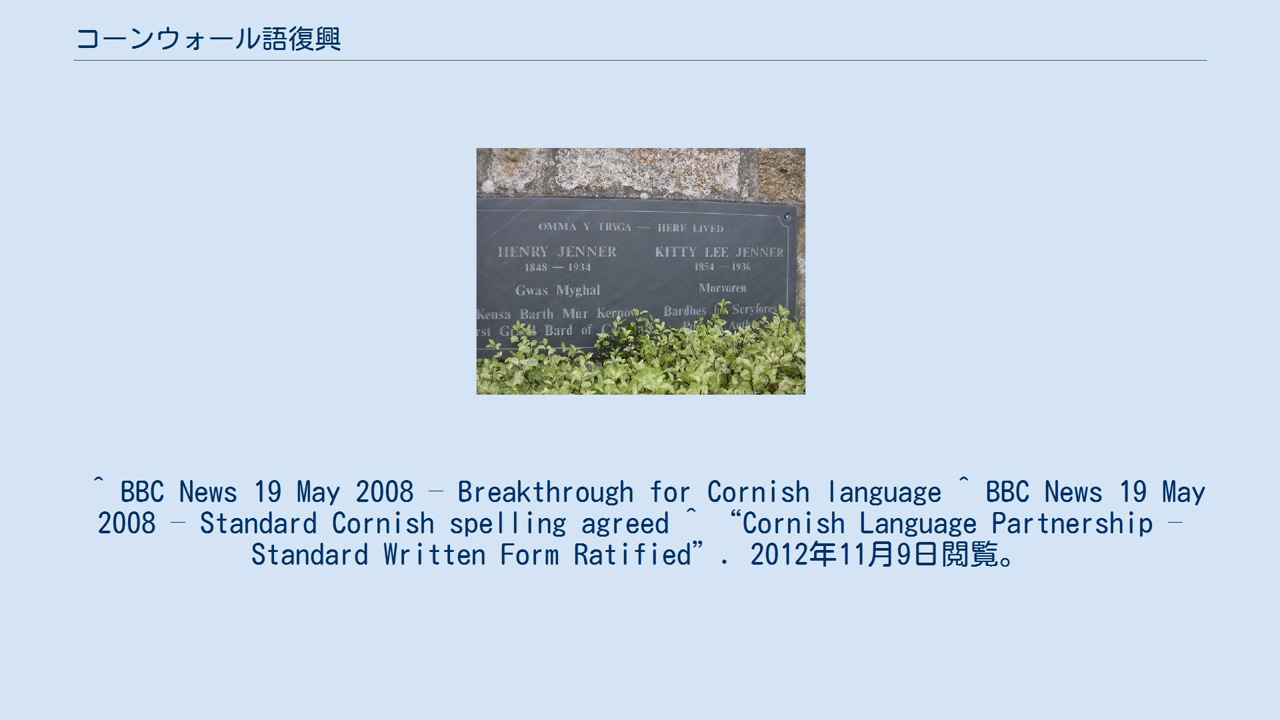 コーンウォール語復興
OMMA Y TRYGA — HERE LIVED
HENRY JENNER KITTY LEE JENNER
1848 — 1934 1854 — 1936
Gwas Myghal Morvoren
Kensa Barth Mur Kernow Bardhes Scryfores
Bard of
^ BBC News 19 May 2008 – Breakthrough for Cornish language ^ BBC News 19 May
2008 – Standard Cornish spelling agreed ^ “Cornish Language Partnership –
Standard Written Form Ratified”. 2012年11月9日閲覧。